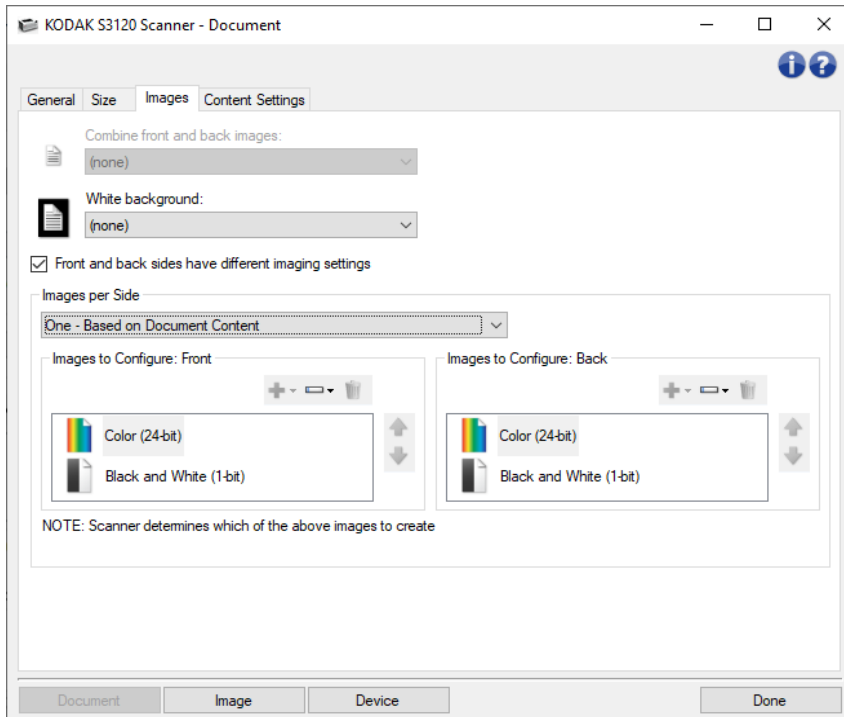 KODAK S3120 Scanner - Document
General Size Images Content Settings
Combine front and back images:
(none)
White background:
(none)
Front and back sides have different imaging settings
Images per Side
One - Based on Document Content
Images to Configure: Front
Color (24-bit)
Black and White (1-bit)
Images to Configure: Back
Color (24-bit)
Black and White (1-bit)
NOTE: Scanner determines which of the above images to create
Document Image Device Done